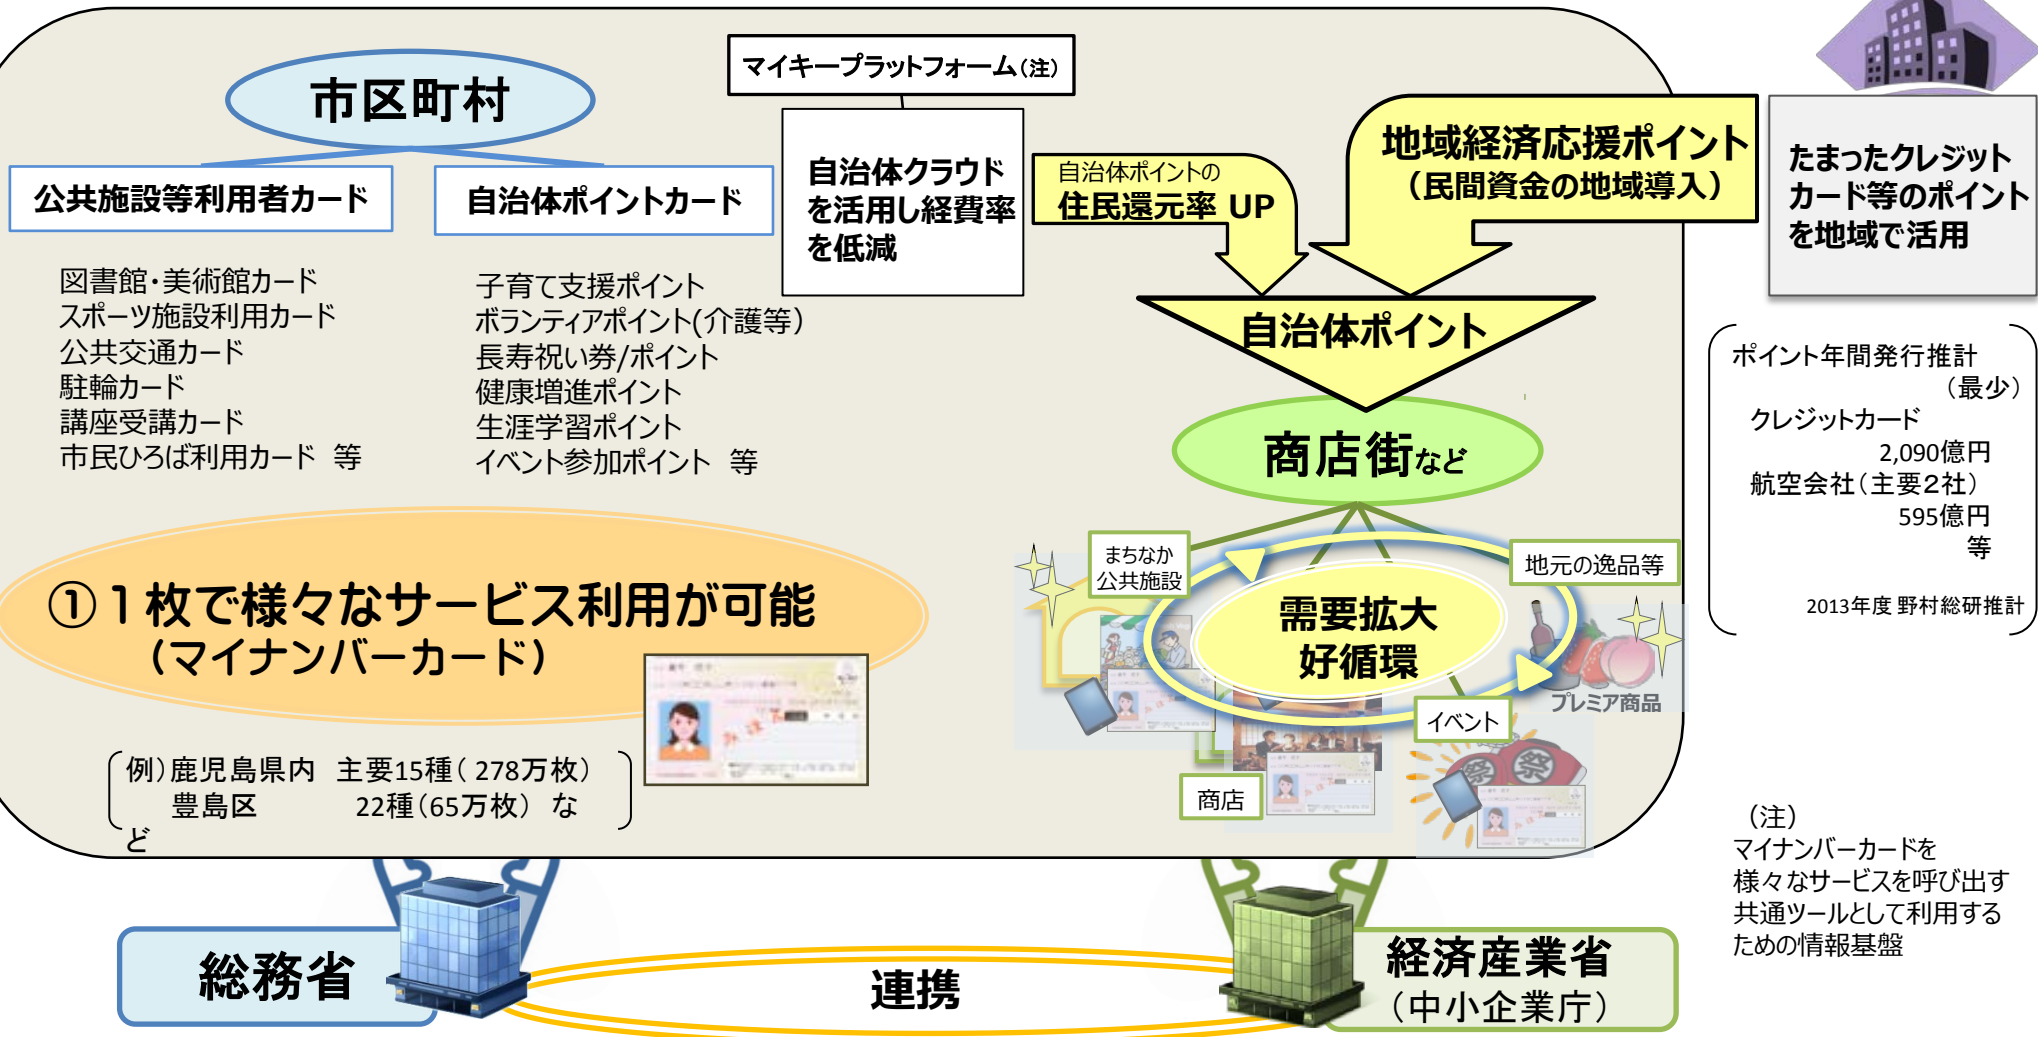 市区町村
公共施設等利用者カード
図書館・美術館カード
スポーツ施設利用カード
公共交通カード
駐輪カード
講座受講カード
市民ひろば利用カード 等
自治体ポイントカード
子育て支援ポイント
ボランティアポイント(介護等)
長寿祝い券/ポイント
健康増進ポイント
生涯学習ポイント
イベント参加ポイント 等
マイキープラットフォーム(注)
自治体クラウド
を活用し経費率
を低減
自治体ポイントの
住民還元率 UP
地域経済応援ポイント
(民間資金の地域導入)
たまったクレジット
カード等のポイント
を地域で活用
自治体ポイント
商店街など
ポイント年間発行推計
(最少)
クレジットカード
2,090億円
航空会社(主要2社)
595億円
等
2013年度 野村総研推計
①1枚で様々なサービス利用が可能
(マイナンバーカード)
例)鹿児島県内 主要15種( 278万枚)
豊島区 22種(65万枚) な
ど
まちなか
公共施設
地元の逸品等
需要拡大
好循環
プレミア商品
イベント
商店
祭
祭
(注)
マイナンバーカードを
様々なサービスを呼び出す
共通ツールとして利用する
ための情報基盤
総務省
連携
経済産業省
(中小企業庁)